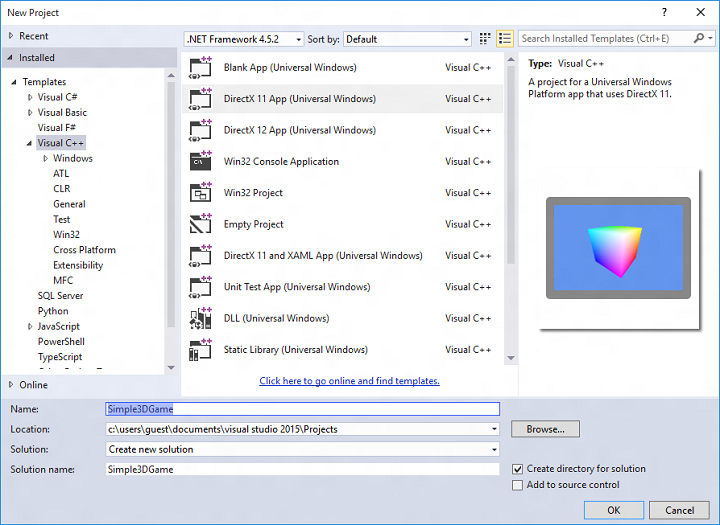 New Project
? ×
Recent
Installed
Templates
Visual C#
Visual Basic
Visual F#
Visual C++
Windows
ATL
CLR
General
Test
Win32
Cross Platform
Extensibility
MFC
SQL Server
Python
JavaScript
PowerShell
TypeScript
Online
.NET Framework 4.5.2 Sort by: Default
Blank App (Universal Windows) Visual C++
DirectX 11 App (Universal Windows) Visual C++
DirectX 12 App (Universal Windows) Visual C++
Win32 Console Application Visual C++
Win32 Project Visual C++
Empty Project Visual C++
DirectX 11 and XAML App (Universal Windows) Visual C++
Unit Test App (Universal Windows) Visual C++
DLL (Universal Windows) Visual C++
Static Library (Universal Windows) Visual C++
Click here to go online and find templates.
Search Installed Templates (Ctrl+E)
Type: Visual C++
A project for a Universal Windows
Platform app that uses DirectX 11.
Name: Simple3DGame
Location: c:\users\guest\documents\visual studio 2015\Projects Browse...
Solution: Create new solution
Solution name: Simple3DGame
Create directory for solution
Add to source control
OK Cancel